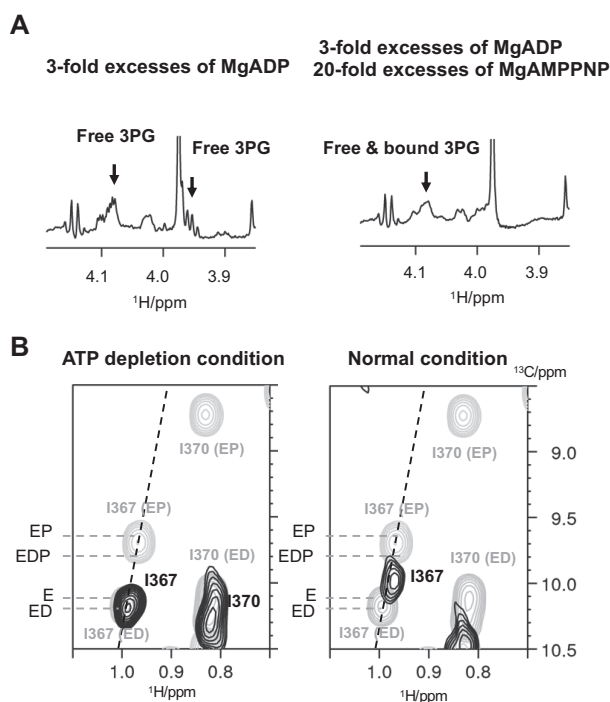 A
3-fold excesses of MgADP
3-fold excesses of MgADP
20-fold excesses of MgAMPPNP
Free 3PG
Free 3PG
Free & bound 3PG
4.1
4.0
3.9
4.1
4.0
3.9
¹H/ppm
¹H/ppm
B
ATP depletion condition
Normal condition
¹³C/ppm
I370 (EP)
I370 (EP)
9.0
I367 (EP)
I367 (EP)
9.5
EP
EP
EDP
EDP
I370 (ED)
I370 (ED)
I367
I367
10.0
E
E
I370
ED
ED
I367 (ED)
I367 (ED)
10.5
1.0
0.9
0.8
1.0
0.9
0.8
¹H/ppm
¹H/ppm